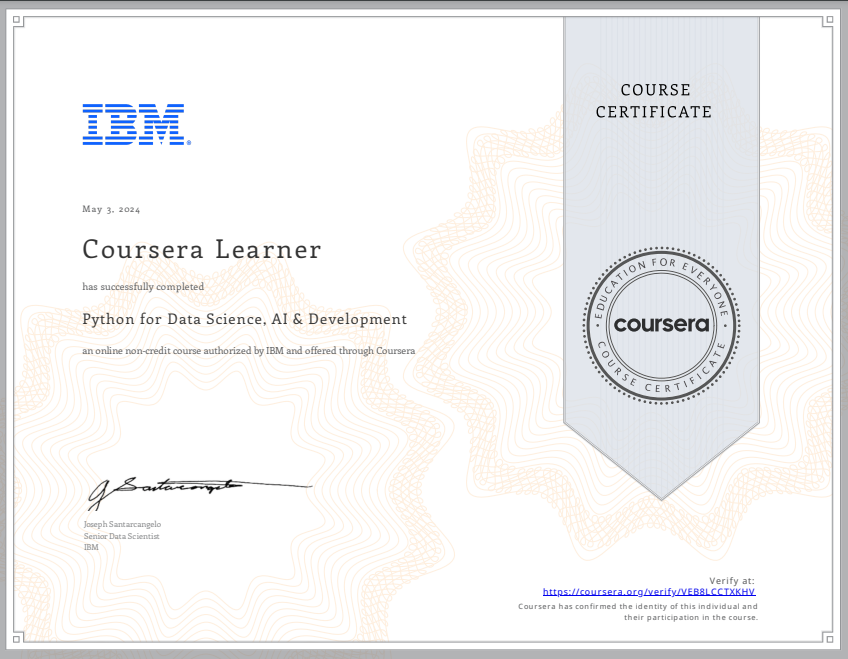 IBM®
May 3, 2024
Coursera Learner
has successfully completed
Python for Data Science, AI & Development
an online non-credit course authorized by IBM and offered through Coursera
J Santarcangelo
Joseph Santarcangelo
Senior Data Scientist
IBM
COURSE
CERTIFICATE
EDUCATION FOR EVERYONE
coursera
COURSE CERTIFICATE
Verify at:
https://coursera.org/verify/VEB8LCCTXKHV
Coursera has confirmed the identity of this individual and
their participation in the course.